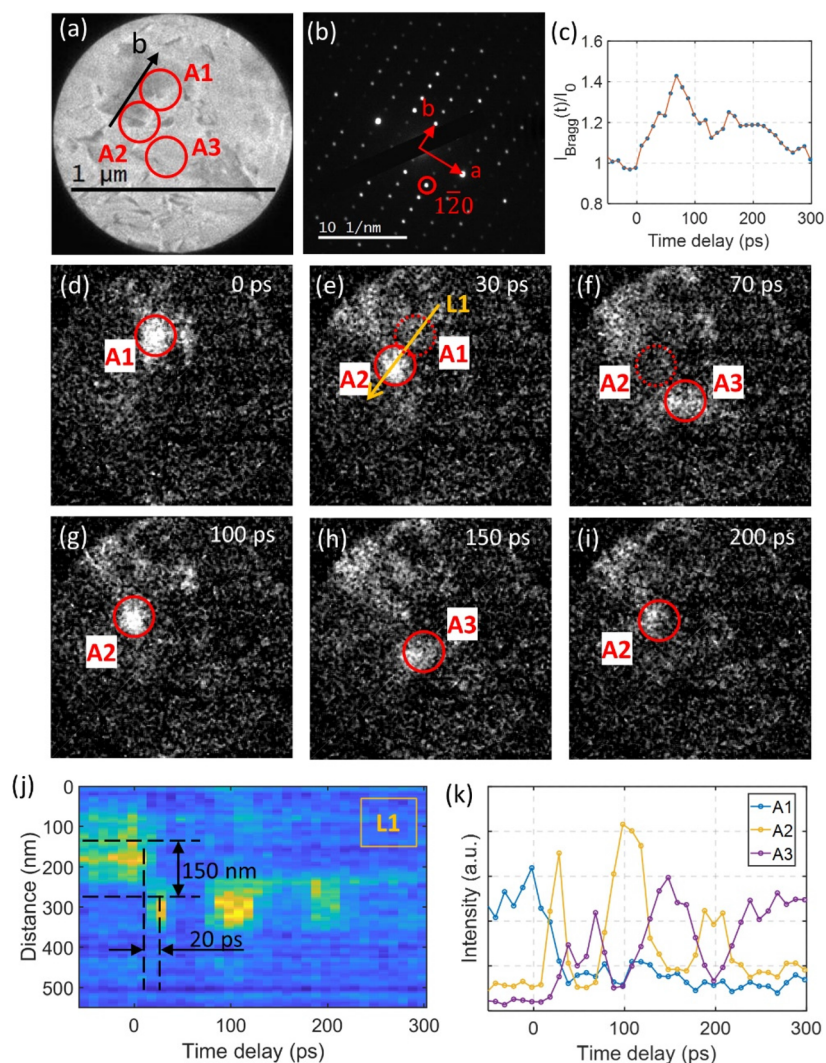 (a)
b
A1
A2
A3
1 μm
(b)
b
a
12̅0
10 1/nm
(c)
1.6
1.4
1.2
1
0.8
I_Bragg(t)/I_0
0
100
200
300
Time delay (ps)
(d)
0 ps
A1
(e)
30 ps
L1
A1
A2
(f)
70 ps
A2
A3
(g)
100 ps
A2
(h)
150 ps
A3
(i)
200 ps
A2
(j)
0
100
200
300
400
500
Distance (nm)
L1
150 nm
20 ps
0
100
200
300
Time delay (ps)
(k)
A1
A2
A3
Intensity (a.u.)
0
100
200
300
Time delay (ps)